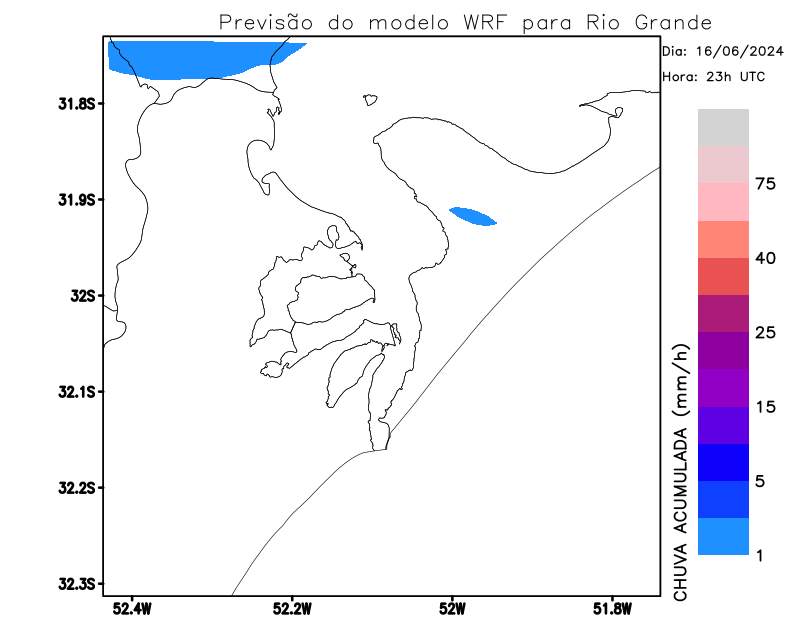 Previsão do modelo WRF para Rio Grande
Dia: 16/06/2024
Hora: 23h UTC
31.8S
31.9S
32S
32.1S
32.2S
32.3S
52.4W
52.2W
52W
51.8W
75
40
25
15
5
1
CHUVA ACUMULADA (mm/h)